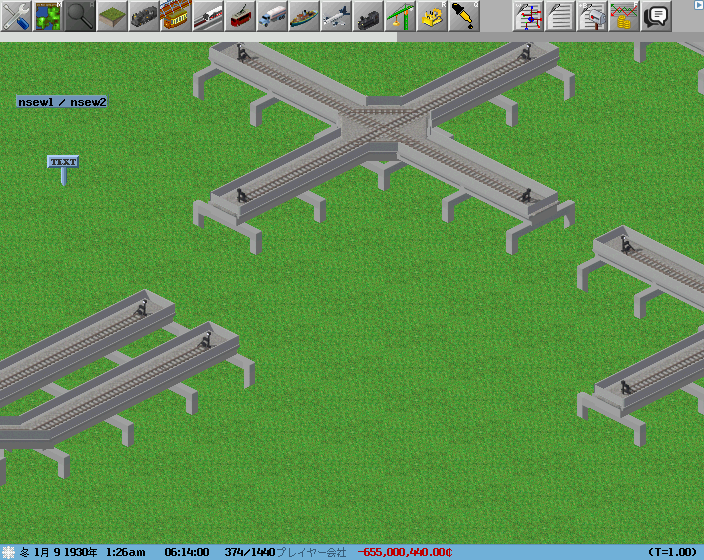 nsew1 / nsew2
TEXT
冬 1月 9 1930年 1:26am 06:14:00 374/1440 プレイヤー会社 -655,000,440.00¢ (T=1.00)